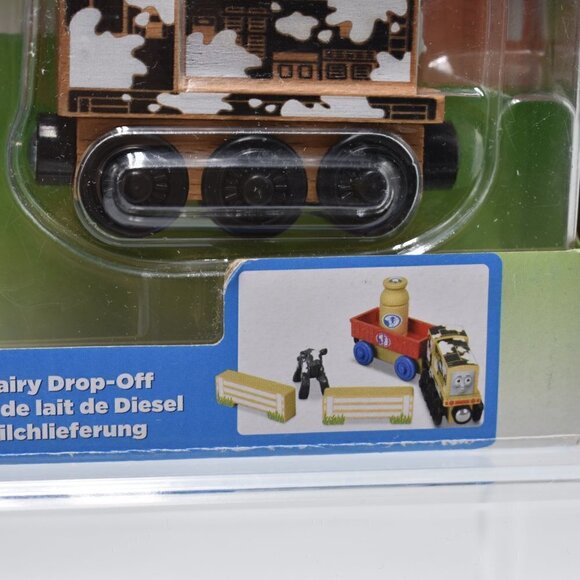 airy Drop-Off
de lait de Diesel
ilchlieferung